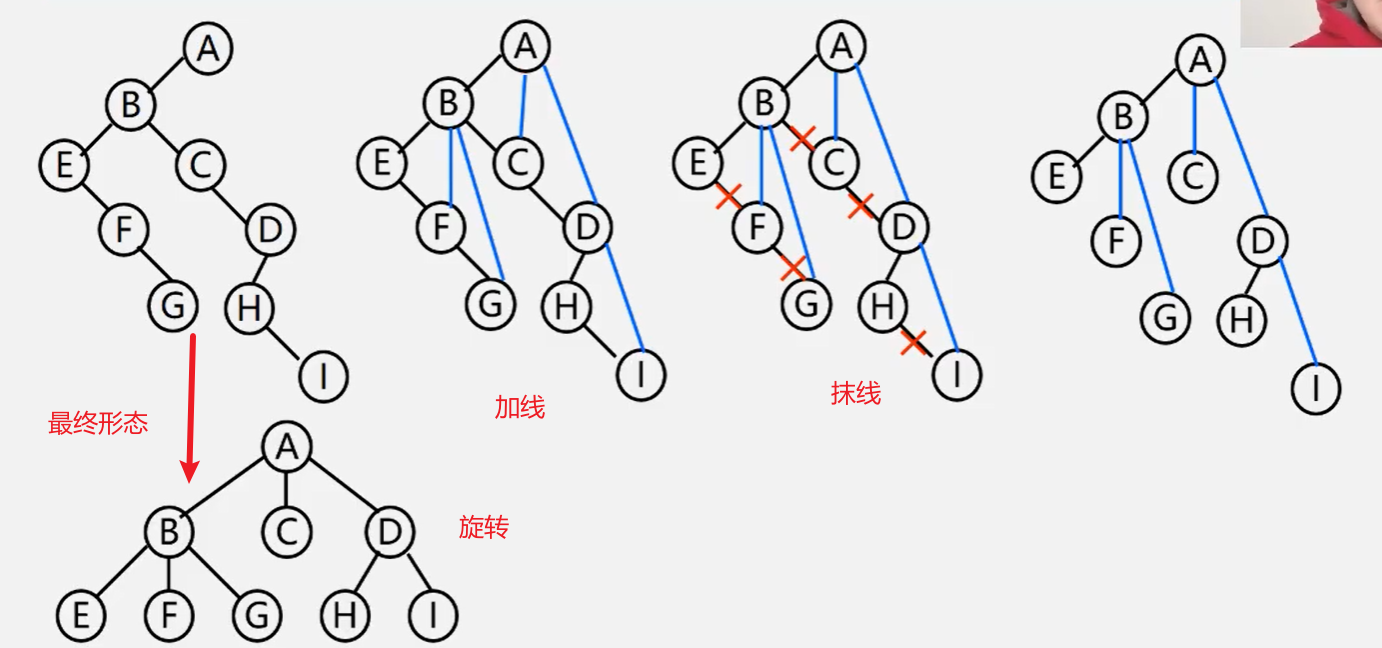 A A A A
B B B B
E C E C E C E C
F D F D F D F D
G H G H G H G H
I I I I
加线
抹线
最终形态
A
旋转
B C D
E F G H I